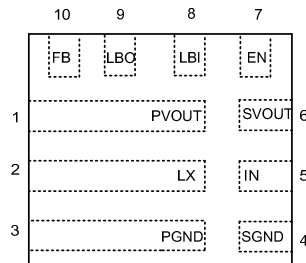 10 9 8 7
FB LBO LBI EN
1 PVOUT SVOUT 6
2 LX IN 5
3 PGND SGND 4